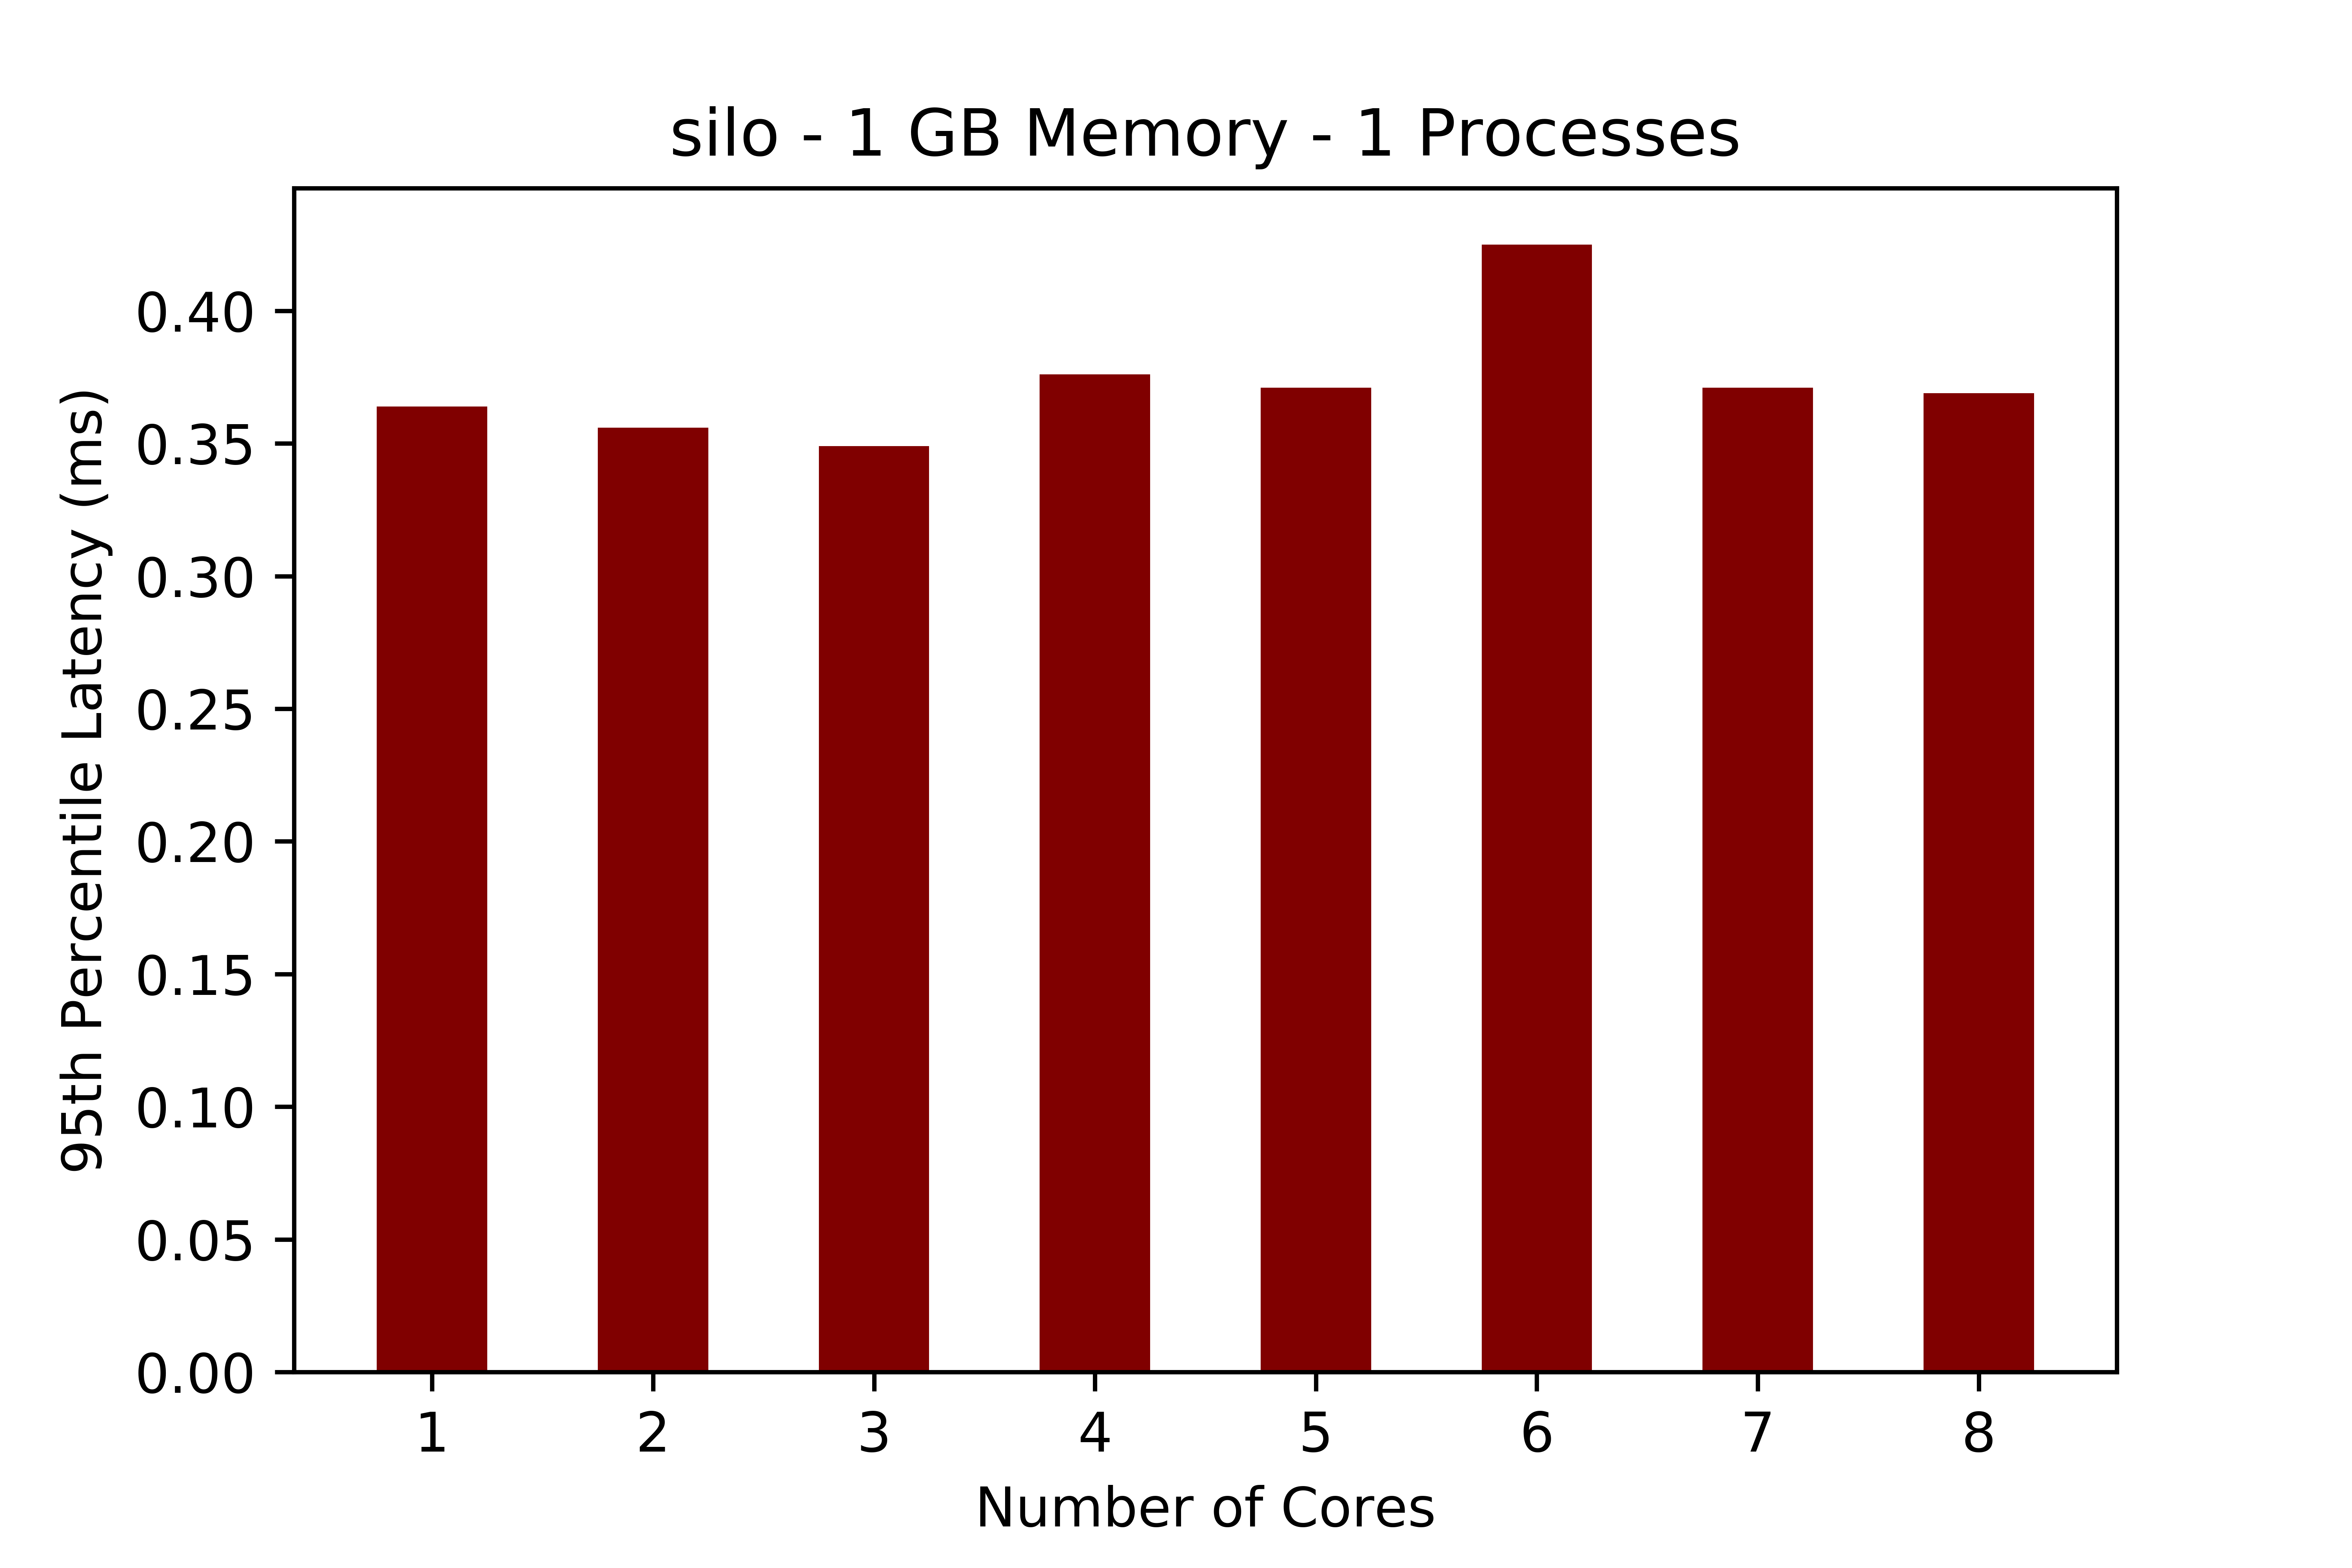 silo - 1 GB Memory - 1 Processes
95th Percentile Latency (ms)
0.40
0.35
0.30
0.25
0.20
0.15
0.10
0.05
0.00
1 2 3 4 5 6 7 8
Number of Cores